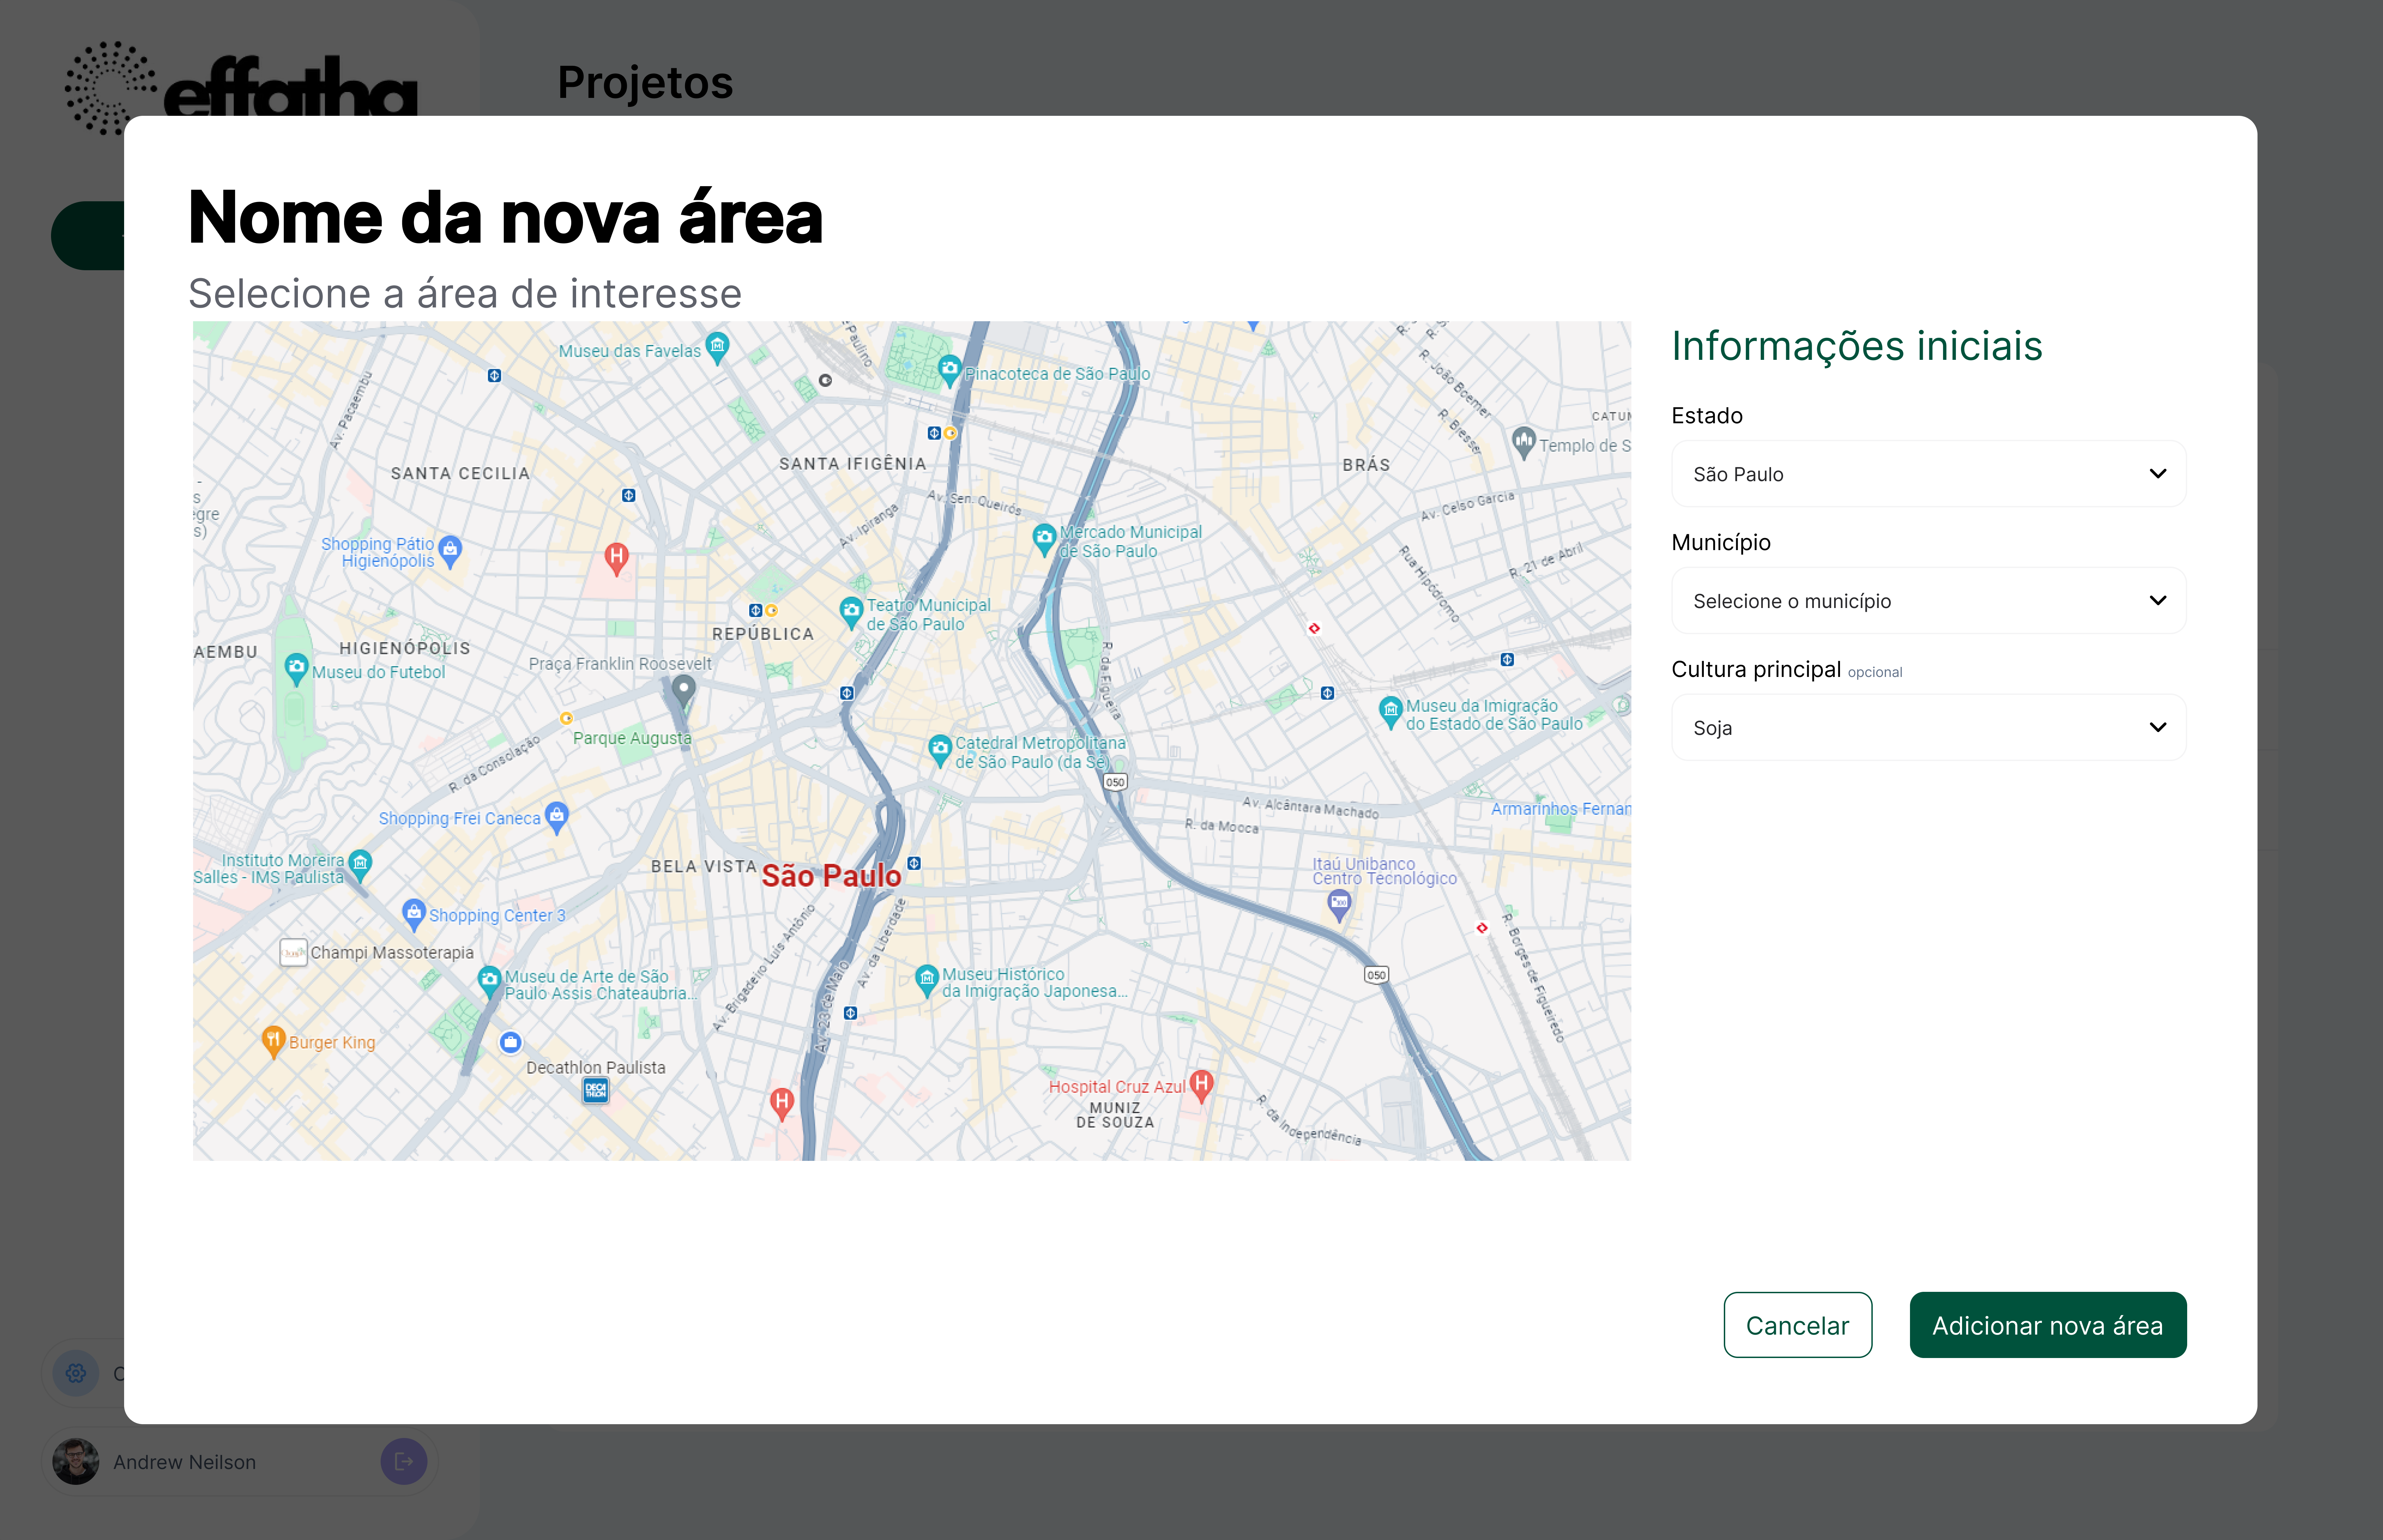 effatha
Projetos
Nome da nova área
Selecione a área de interesse
Museu das Favelas
Paulino
Pinacoteca de São Paulo
R. João Boemer
Av. Pacaembu
R. Bresser
Templo de S
SANTA CECILIA
SANTA IFIGÊNIA
BRÁS
Av. Sen. Queirós
Av. Celso Garcia
egre
s)
Av. Ipiranga
Mercado Municipal
de São Paulo
Shopping Pátio
Higienópolis
Rua Hipódromo
R. 21 de Abril
Teatro Municipal
de São Paulo
REPÚBLICA
AEMBU
HIGIENÓPOLIS
Praça Franklin Roosevelt
R. da Figueira
Museu do Futebol
Museu da Imigração
do Estado de São Paulo
Parque Augusta
R. da Consolação
Catedral Metropolitana
de São Paulo (da Sé)
050
Av. Alcântara Machado
Armarinhos Fernan
Shopping Frei Caneca
R. da Mooca
Instituto Moreira
Salles - IMS Paulista
BELA VISTA
São Paulo
Itaú Unibanco
Centro Tecnológico
Shopping Center 3
Av. Brigadeiro Luís Antônio
Av. da Liberdade
R. Borges de Figueiredo
Champi Massoterapia
Museu de Arte de São
Paulo Assis Chateaubria...
Museu Histórico
da Imigração Japonesa...
050
Av. 23 de Maio
Burger King
Decathlon Paulista
DECA
THLON
H
H
H
Hospital Cruz Azul
MUNIZ
DE SOUZA
R. da Independência
Informações iniciais
Estado
São Paulo
Município
Selecione o município
Cultura principal opcional
Soja
Cancelar
Adicionar nova área
Andrew Neilson